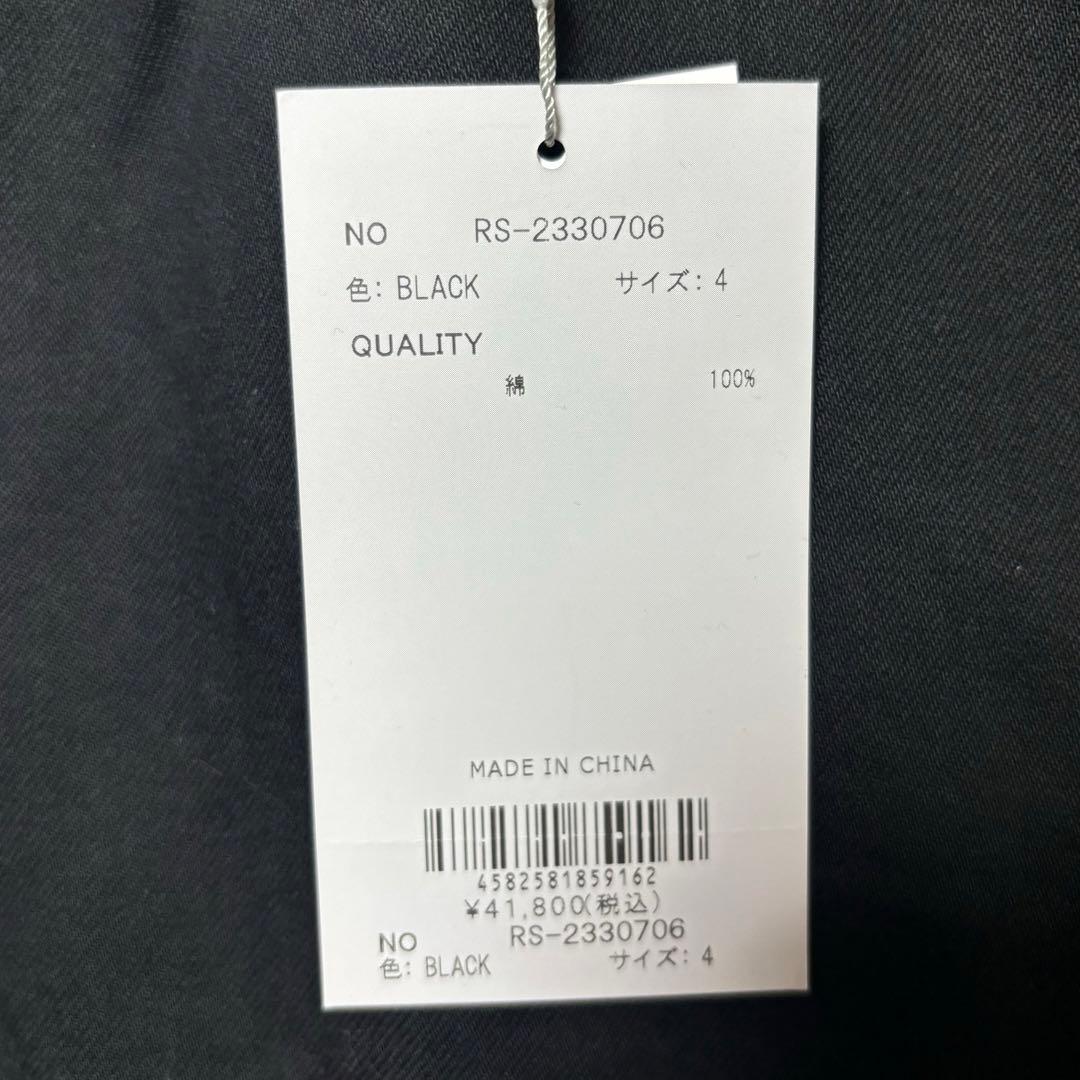 NO RS-2330706
色: BLACK サイズ: 4
QUALITY
綿 100%
MADE IN CHINA
4582581859162
¥41,800(税込)
NO RS-2330706
色: BLACK サイズ: 4